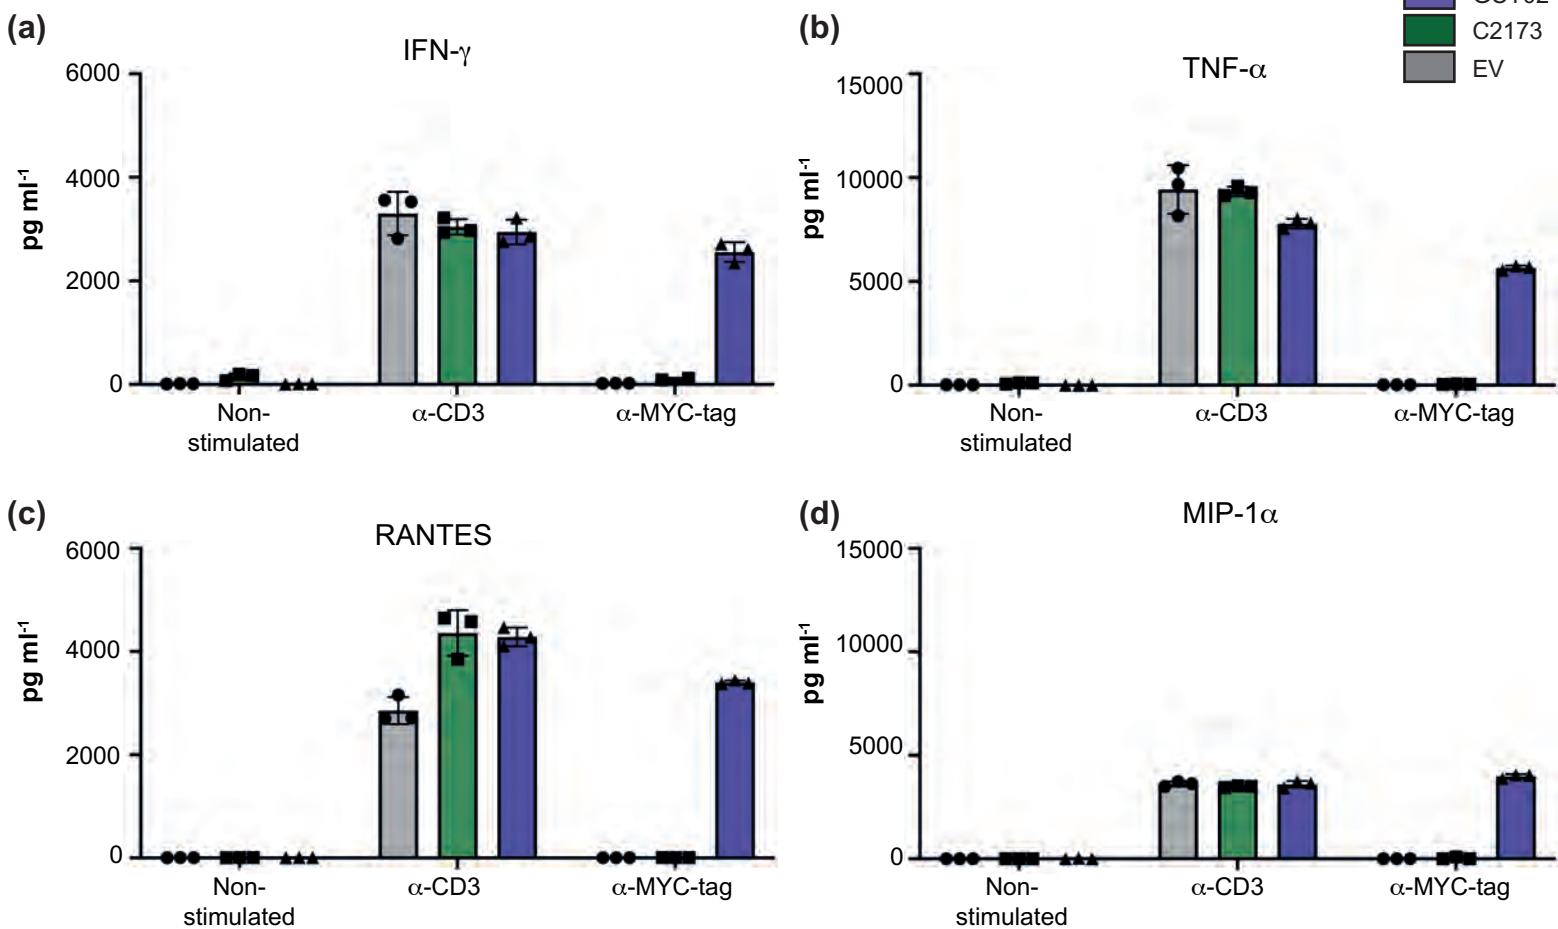 C2173
EV
(a)
IFN-γ
pg ml-1
6000
4000
2000
0
Non-
stimulated
α-CD3
α-MYC-tag
(b)
TNF-α
pg ml-1
15000
10000
5000
0
Non-
stimulated
α-CD3
α-MYC-tag
(c)
RANTES
pg ml-1
6000
4000
2000
0
Non-
stimulated
α-CD3
α-MYC-tag
(d)
MIP-1α
pg ml-1
15000
10000
5000
0
Non-
stimulated
α-CD3
α-MYC-tag